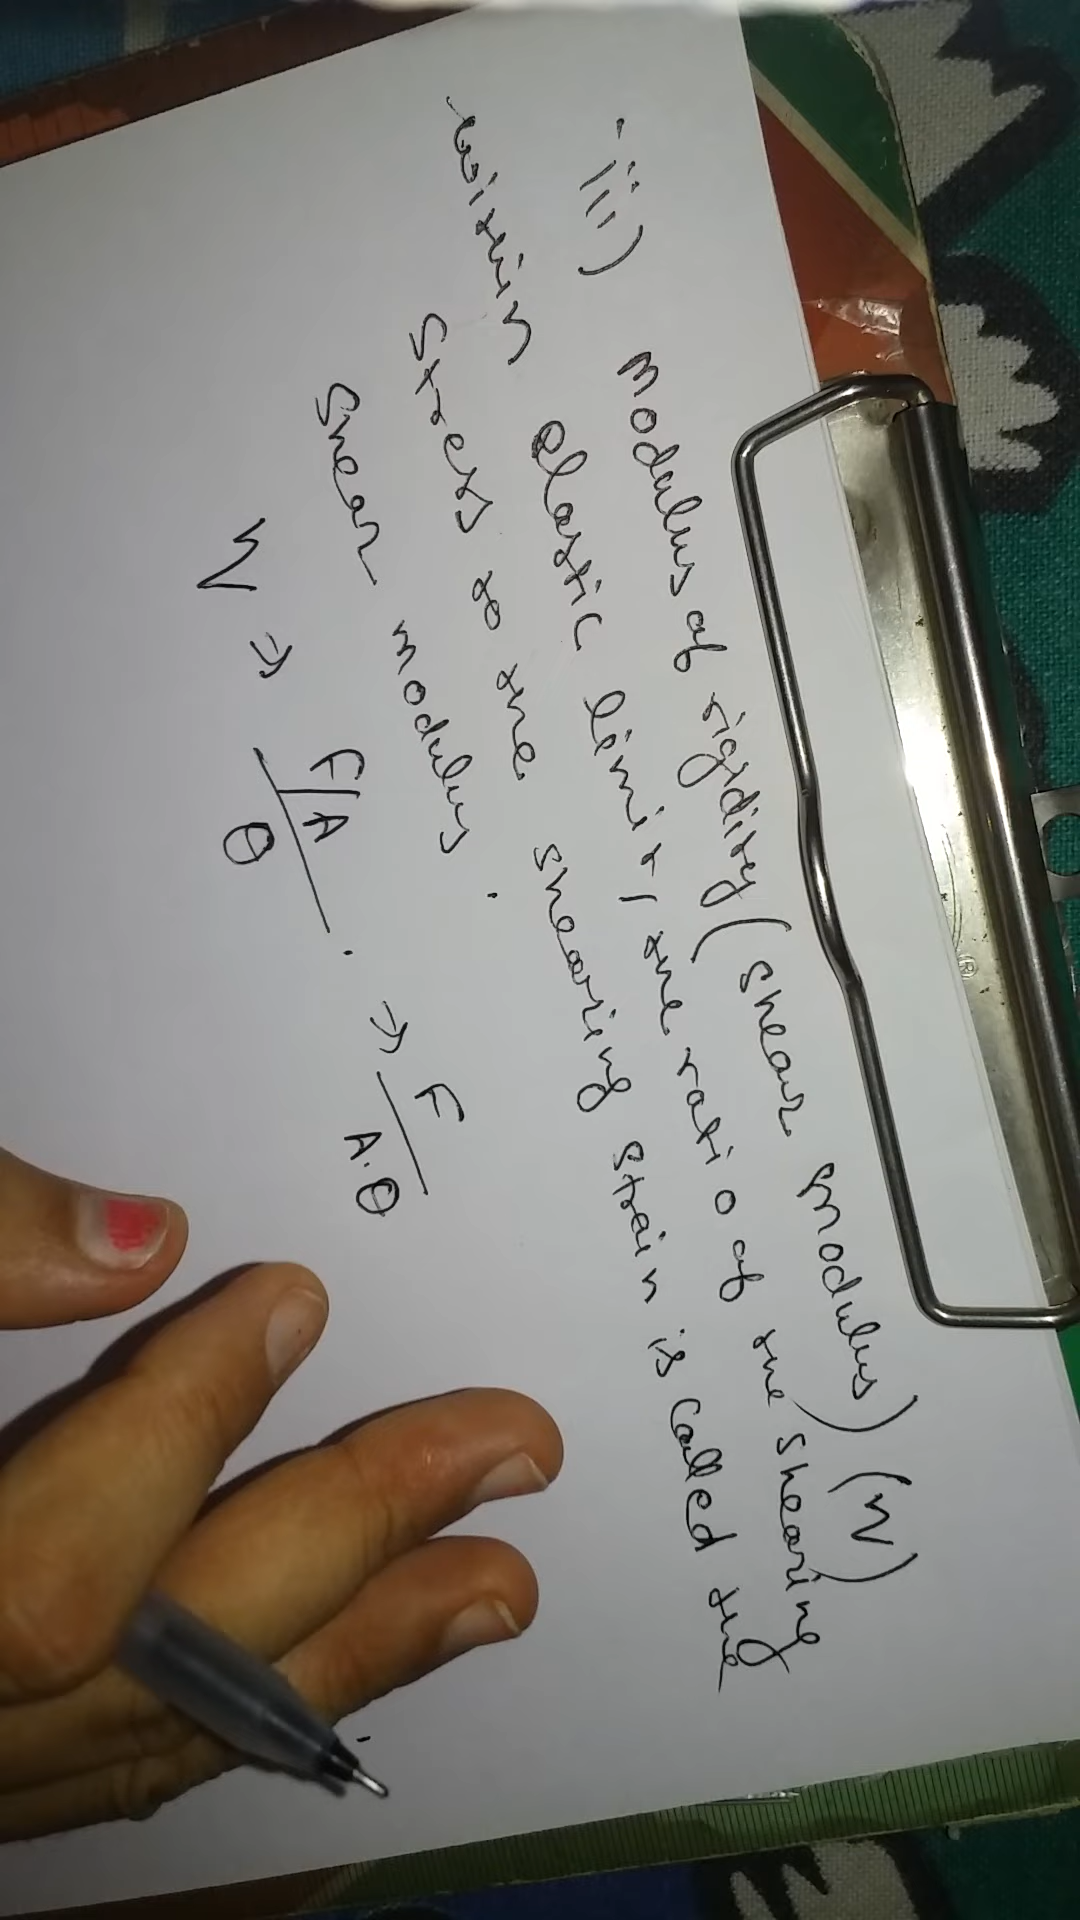 iii) Modulus of rigidity (shear modulus) (η)
within elastic limit, the ratio of the shearing
stress to the shearing strain is called the
shear modulus.
η ⇒ F/A / θ . ⇒ F / A·θ